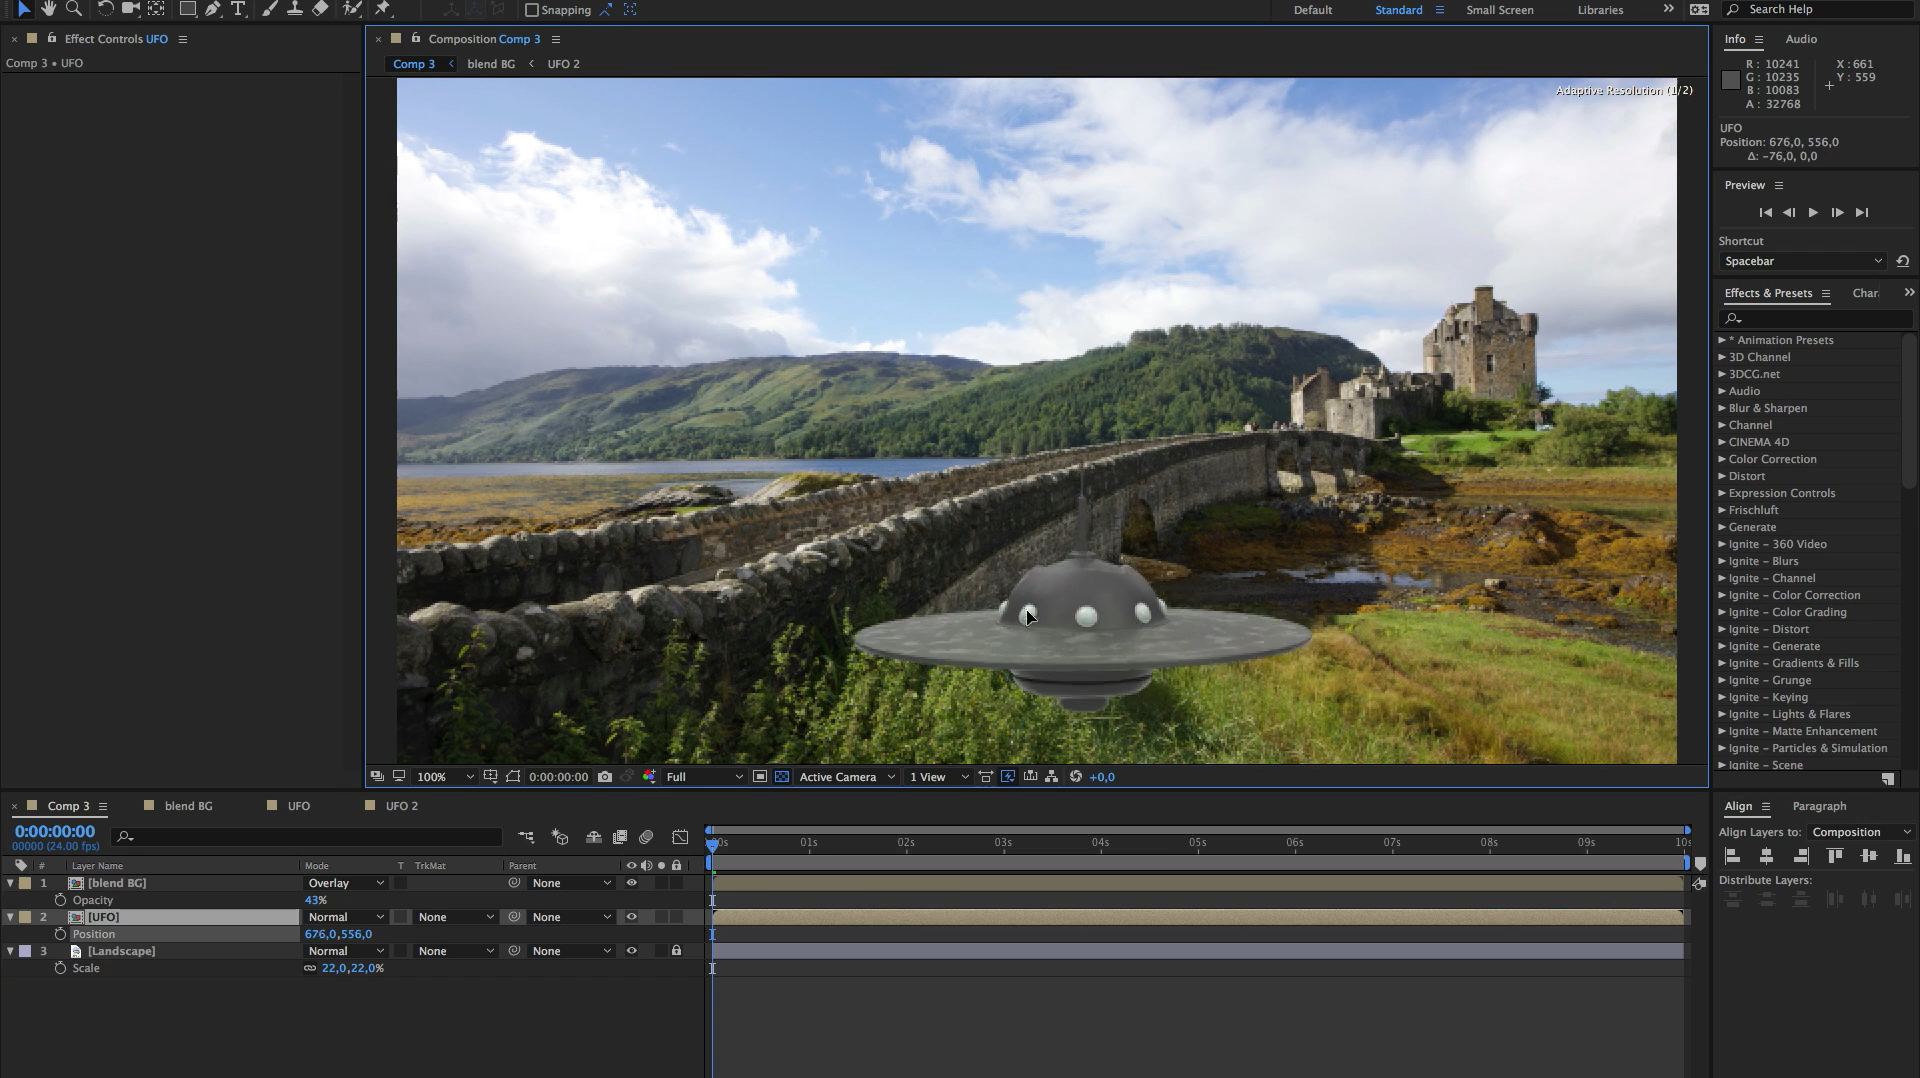 Snapping
Default
Standard
Small Screen
Libraries
Search Help
Effect Controls UFO
Comp 3 • UFO
Composition Comp 3
Comp 3
blend BG
UFO 2
Adaptive Resolution (1/2)
Info
Audio
R : 10241
G : 10235
B : 10083
A : 32768
X : 661
Y : 559
UFO
Position: 676,0, 556,0
Δ: -76,0, 0,0
Preview
Shortcut
Spacebar
Effects & Presets
Char
* Animation Presets
3D Channel
3DCG.net
Audio
Blur & Sharpen
Channel
CINEMA 4D
Color Correction
Distort
Expression Controls
Frischluft
Generate
Ignite - 360 Video
Ignite - Blurs
Ignite - Channel
Ignite - Color Correction
Ignite - Color Grading
Ignite - Distort
Ignite - Generate
Ignite - Gradients & Fills
Ignite - Grunge
Ignite - Keying
Ignite - Lights & Flares
Ignite - Matte Enhancement
Ignite - Particles & Simulation
Ignite - Scene
100%
0:00:00:00
Full
Active Camera
1 View
+0,0
Comp 3
blend BG
UFO
UFO 2
0:00:00:00
00000 (24.00 fps)
01s
02s
03s
04s
05s
06s
07s
08s
09s
10s
# Layer Name Mode T TrkMat Parent
1 [blend BG] Overlay None
Opacity 43%
2 [UFO] Normal None None
Position 676,0,556,0
3 [Landscape] Normal None None
Scale 22,0,22,0%
Align
Paragraph
Align Layers to: Composition
Distribute Layers: